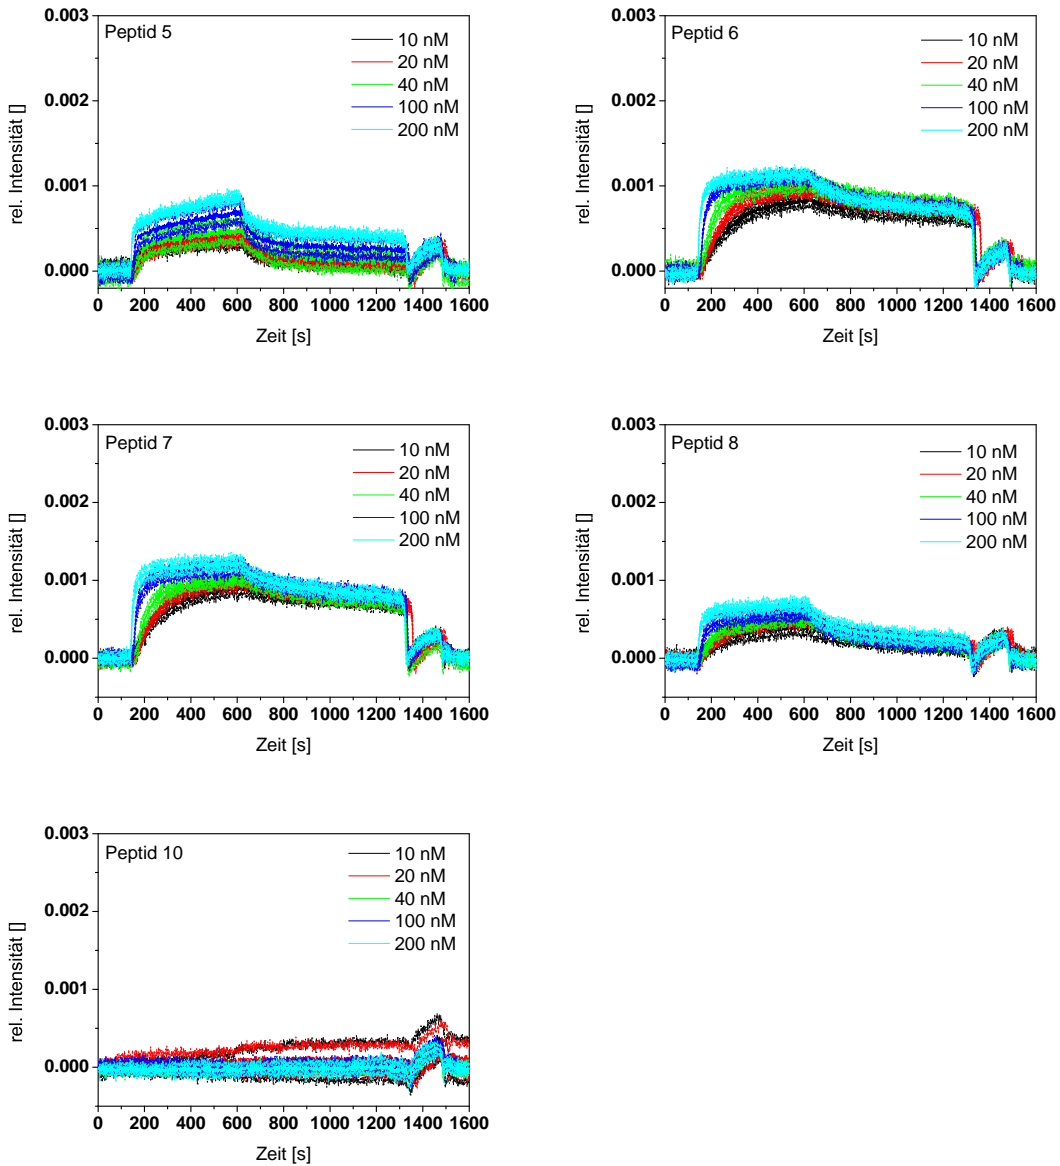 Peptid 5
10 nM
20 nM
40 nM
100 nM
200 nM
0.003
0.002
0.001
0.000
rel. Intensität []
0 200 400 600 800 1000 1200 1400 1600
Zeit [s]
Peptid 6
10 nM
20 nM
40 nM
100 nM
200 nM
0.003
0.002
0.001
0.000
rel. Intensität []
0 200 400 600 800 1000 1200 1400 1600
Zeit [s]
Peptid 7
10 nM
20 nM
40 nM
100 nM
200 nM
0.003
0.002
0.001
0.000
rel. Intensität []
0 200 400 600 800 1000 1200 1400 1600
Zeit [s]
Peptid 8
10 nM
20 nM
40 nM
100 nM
200 nM
0.003
0.002
0.001
0.000
rel. Intensität []
0 200 400 600 800 1000 1200 1400 1600
Zeit [s]
Peptid 10
10 nM
20 nM
40 nM
100 nM
200 nM
0.003
0.002
0.001
0.000
rel. Intensität []
0 200 400 600 800 1000 1200 1400 1600
Zeit [s]